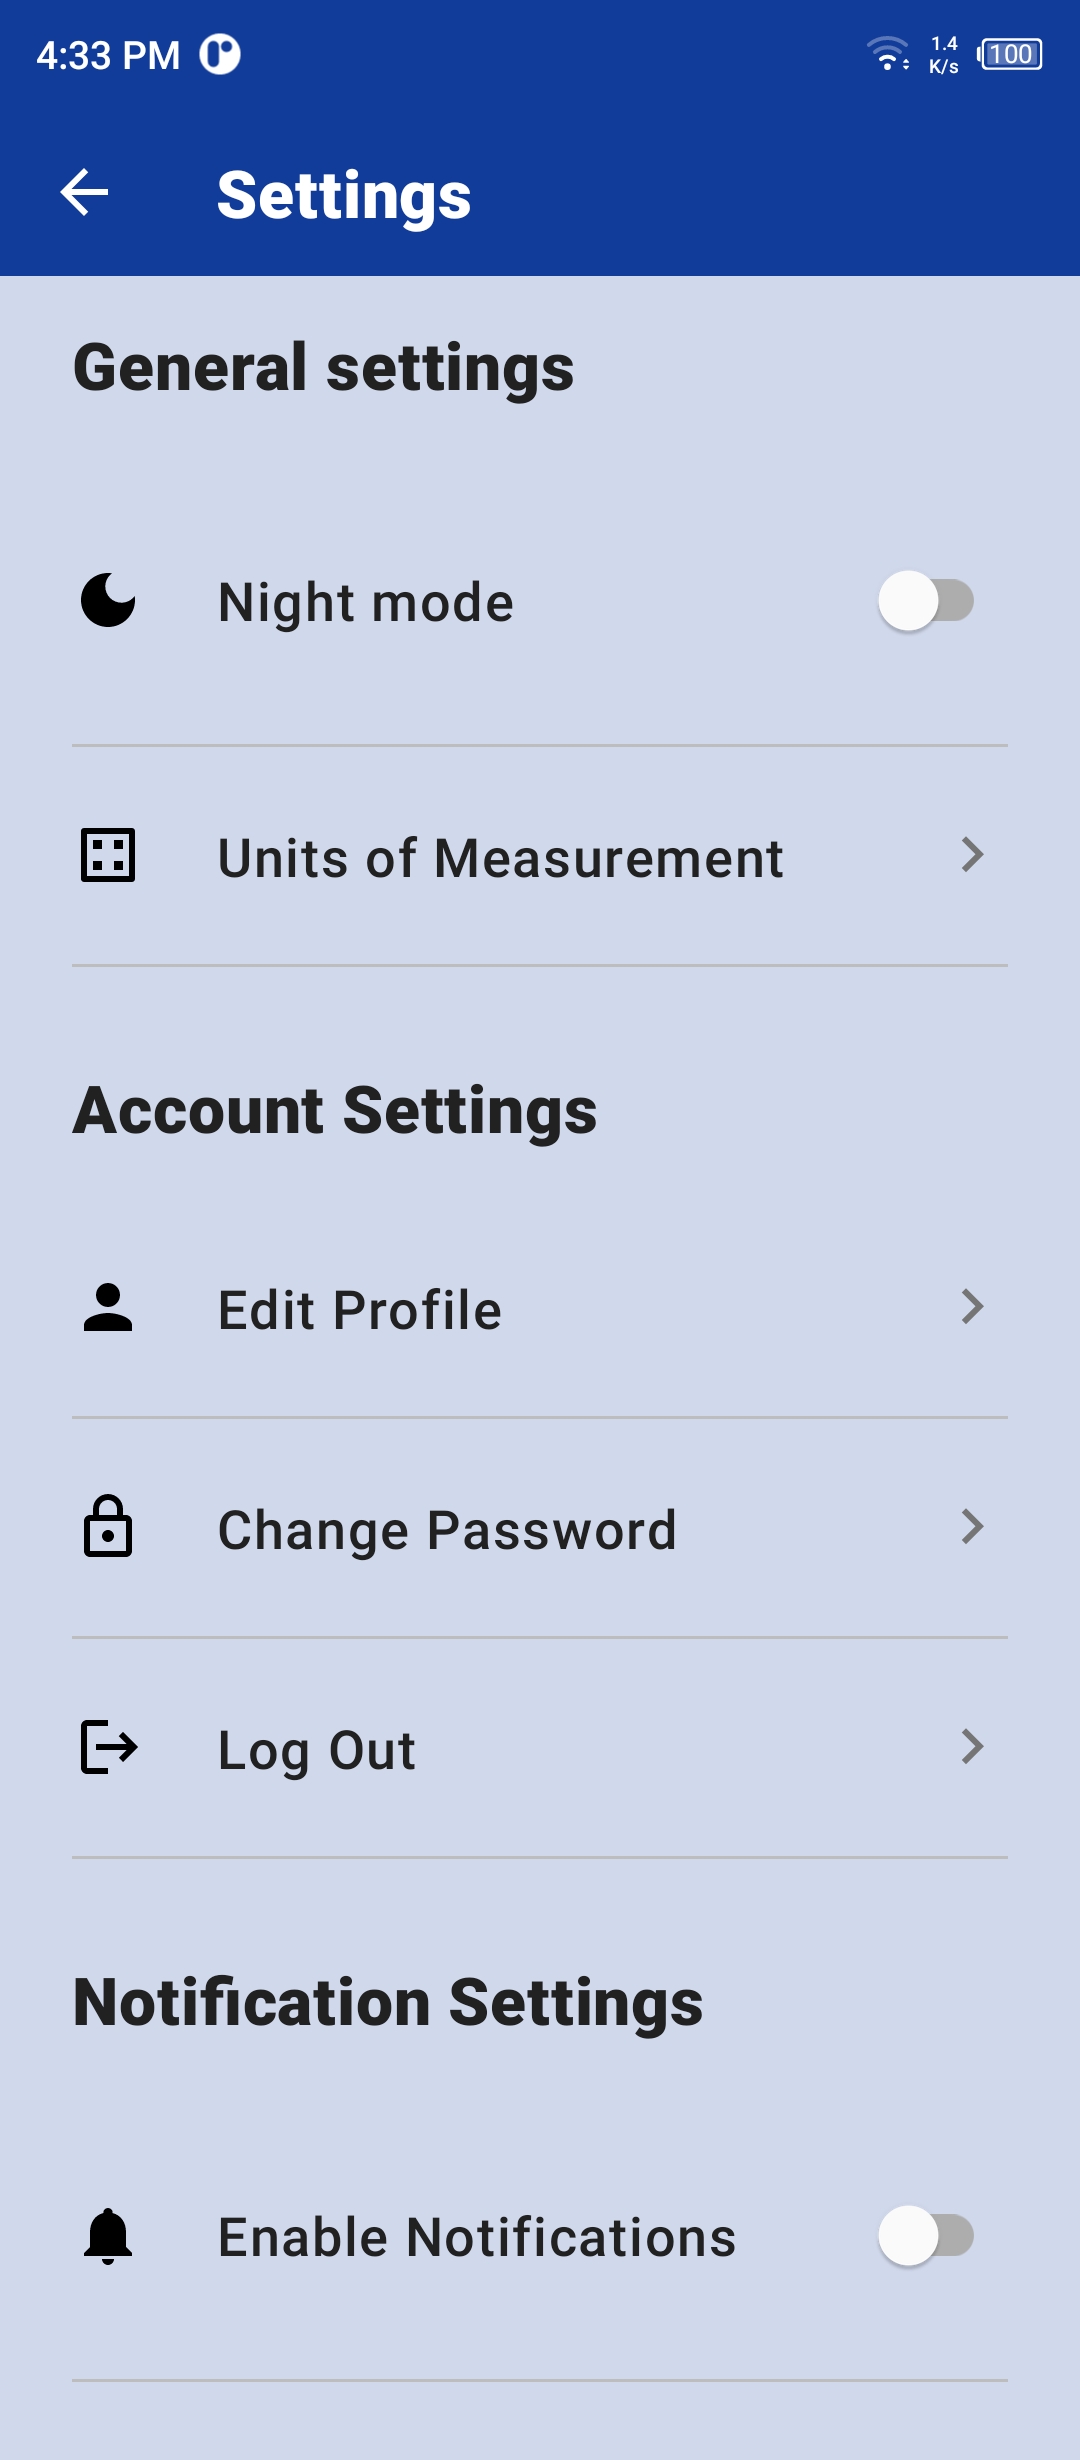 4:33 PM
1.4
K/s
100
Settings
General settings
Night mode
Units of Measurement
Account Settings
Edit Profile
Change Password
Log Out
Notification Settings
Enable Notifications